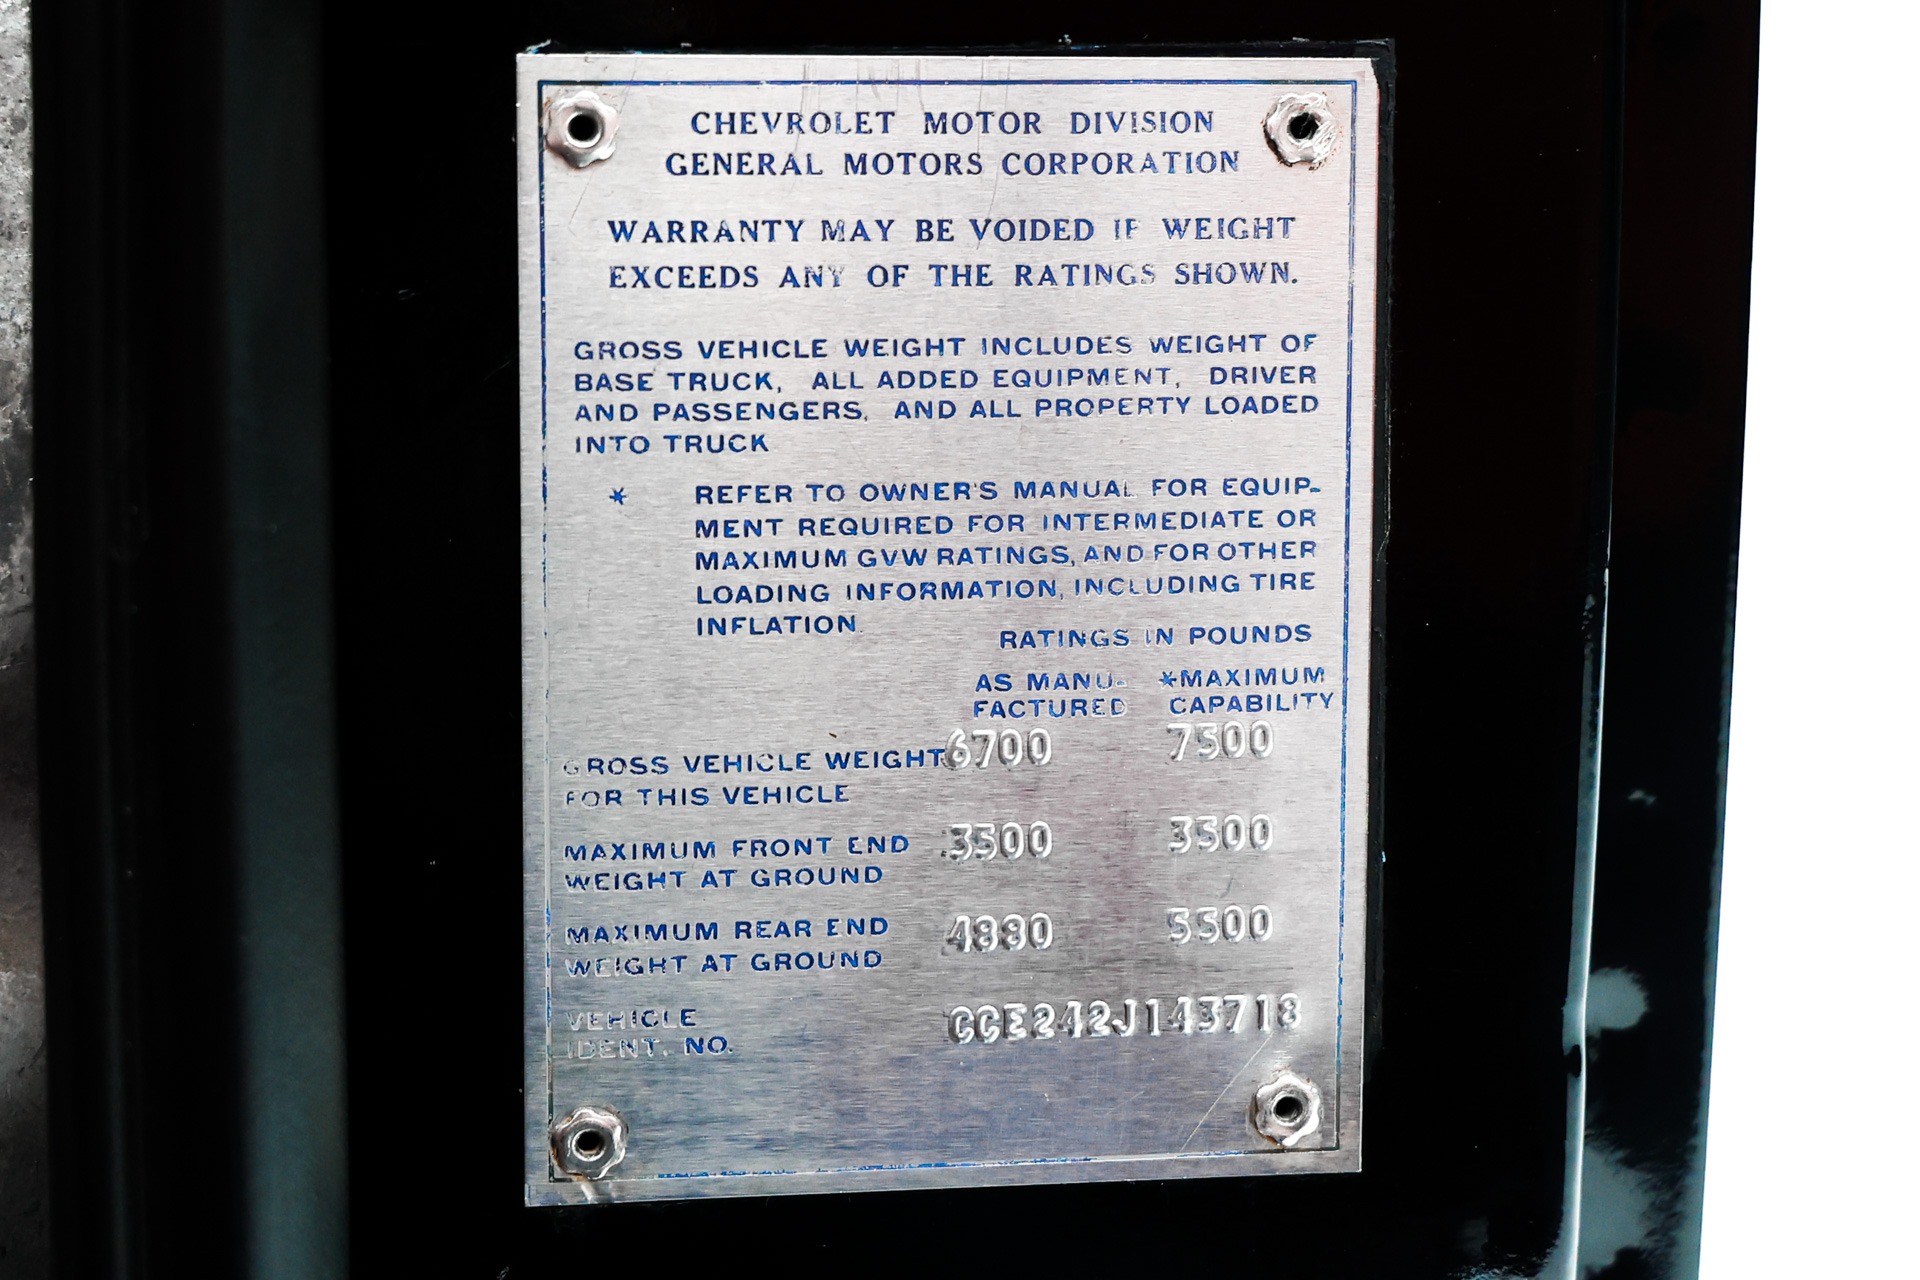 CHEVROLET MOTOR DIVISION
GENERAL MOTORS CORPORATION
WARRANTY MAY BE VOIDED IF WEIGHT
EXCEEDS ANY OF THE RATINGS SHOWN.
GROSS VEHICLE WEIGHT INCLUDES WEIGHT OF
BASE TRUCK, ALL ADDED EQUIPMENT, DRIVER
AND PASSENGERS, AND ALL PROPERTY LOADED
INTO TRUCK
* REFER TO OWNER'S MANUAL FOR EQUIP-
MENT REQUIRED FOR INTERMEDIATE OR
MAXIMUM GVW RATINGS, AND FOR OTHER
LOADING INFORMATION, INCLUDING TIRE
INFLATION.
RATINGS IN POUNDS
AS MANU- *MAXIMUM
FACTURED CAPABILITY
GROSS VEHICLE WEIGHT 6700 7500
FOR THIS VEHICLE
MAXIMUM FRONT END 3500 3500
WEIGHT AT GROUND
MAXIMUM REAR END 4880 5500
WEIGHT AT GROUND
VEHICLE CCE242J143718
IDENT. NO.